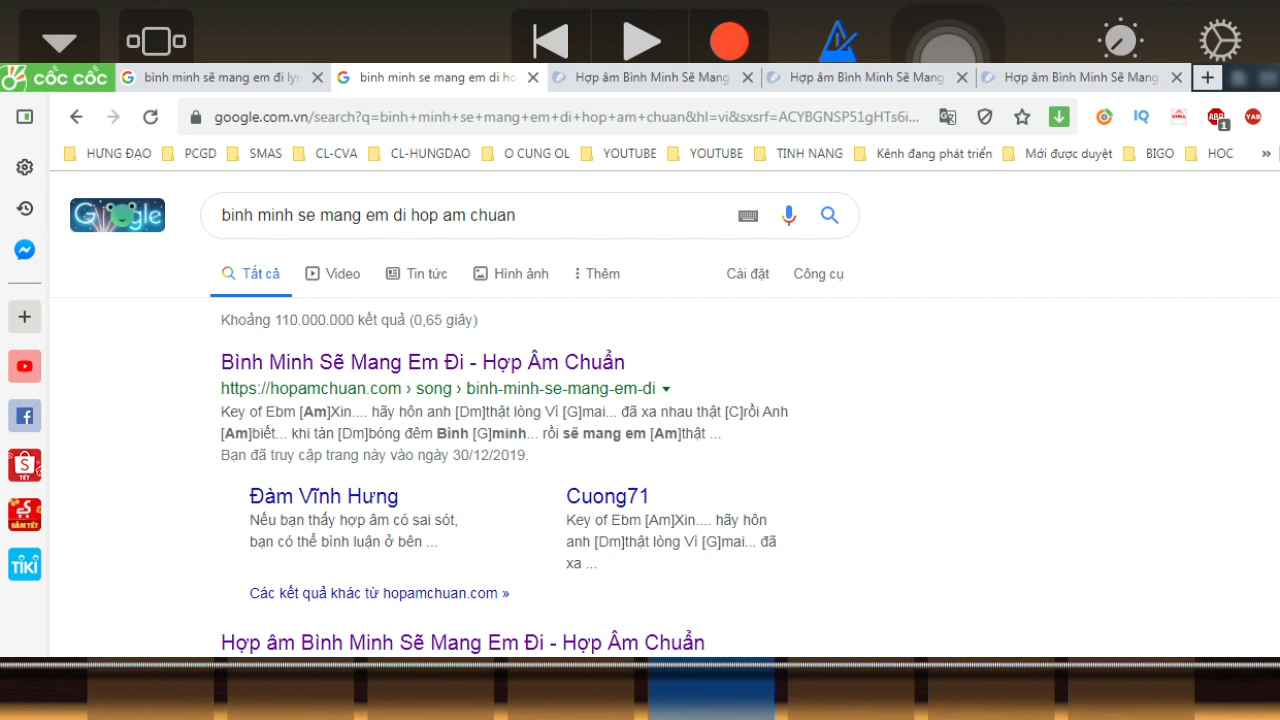 cốc cốc
bình minh sẽ mang em đi lyr
binh minh se mang em di ho
Hợp âm Bình Minh Sẽ Mang
Hợp âm Bình Minh Sẽ Mang
Hợp âm Bình Minh Sẽ Mang
google.com.vn/search?q=binh+minh+se+mang+em+di+hop+am+chuan&hl=vi&sxsrf=ACYBGNSP51gHTs6i...
IQ
ABP
1
YAB
HƯNG ĐẠO PCGD SMAS CL-CVA CL-HUNGDAO O CUNG OL YOUTUBE YOUTUBE TINH NANG Kênh đang phát triển Mới được duyệt BIGO HOC »
Google
binh minh se mang em di hop am chuan
Tất cả Video Tin tức Hình ảnh Thêm Cài đặt Công cụ
Khoảng 110.000.000 kết quả (0,65 giây)
Bình Minh Sẽ Mang Em Đi - Hợp Âm Chuẩn
https://hopamchuan.com › song › binh-minh-se-mang-em-di
Key of Ebm [Am]Xin.... hãy hôn anh [Dm]thật lòng Vì [G]mai... đã xa nhau thật [C]rồi Anh
[Am]biết... khi tàn [Dm]bóng đêm Bình [G]minh... rồi sẽ mang em [Am]thật ...
Bạn đã truy cập trang này vào ngày 30/12/2019.
Đàm Vĩnh Hưng
Nếu bạn thấy hợp âm có sai sót,
bạn có thể bình luận ở bên ...
Cuong71
Key of Ebm [Am]Xin.... hãy hôn
anh [Dm]thật lòng Vì [G]mai... đã
xa ...
Các kết quả khác từ hopamchuan.com »
Hợp âm Bình Minh Sẽ Mang Em Đi - Hợp Âm Chuẩn
TẾT
SẮM TẾT
TIKI